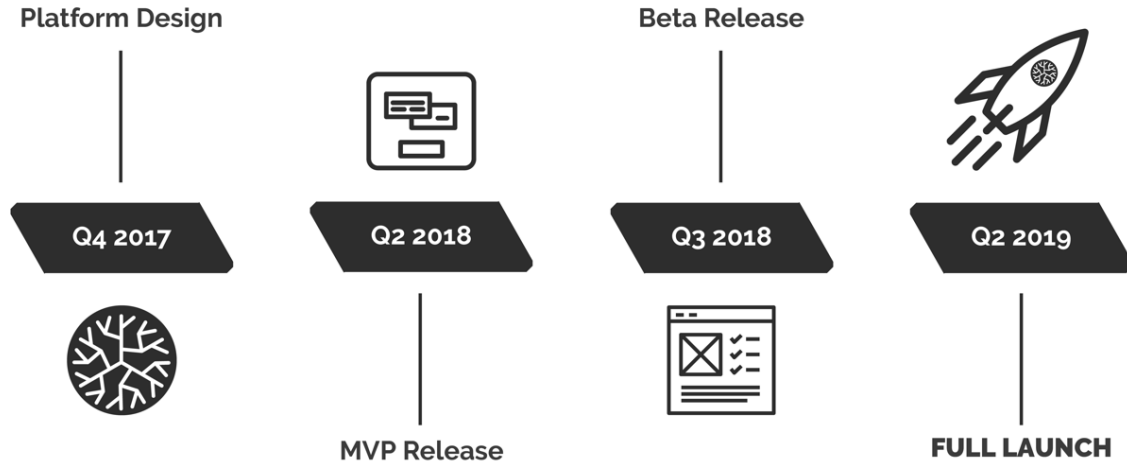 Platform Design
Beta Release
Q4 2017
Q2 2018
Q3 2018
Q2 2019
MVP Release
FULL LAUNCH